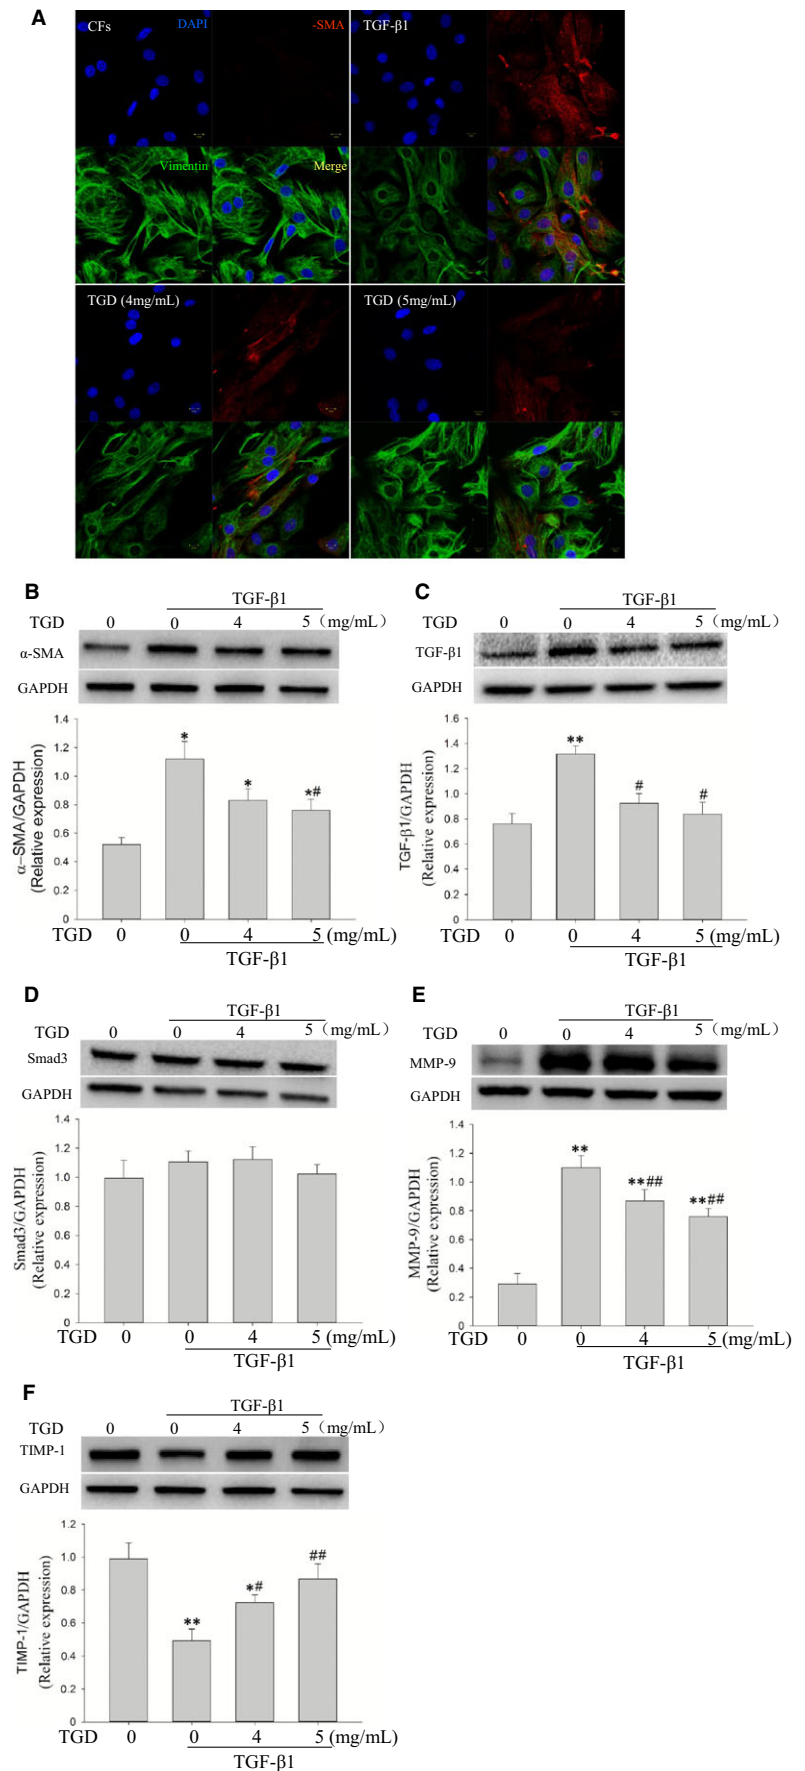 A
CFs DAPI -SMA TGF-β1
Vimentin Merge
TGD (4mg/mL) TGD (5mg/mL)
B
TGF-β1
TGD 0 0 4 5（mg/mL）
α-SMA
GAPDH
α−SMA/GAPDH
(Relative expression)
1.4
1.2
1.0
0.8
0.6
0.4
0.2
0
* * *#
TGD 0 0 4 5 (mg/mL)
TGF-β1
C
TGF-β1
TGD 0 0 4 5（mg/mL）
TGF-β1
GAPDH
TGF-β1/GAPDH
(Relative expression)
1.6
1.4
1.2
1.0
0.8
0.6
0.4
0.2
0
** # #
TGD 0 0 4 5 (mg/mL)
TGF-β1
D
TGF-β1
TGD 0 0 4 5（mg/mL）
Smad3
GAPDH
Smad3/GAPDH
(Relative expression)
1.4
1.2
1.0
0.8
0.6
0.4
0.2
0
TGD 0 0 4 5 (mg/mL)
TGF-β1
E
TGF-β1
TGD 0 0 4 5（mg/mL）
MMP-9
GAPDH
MMP-9/GAPDH
(Relative expression)
1.4
1.2
1.0
0.8
0.6
0.4
0.2
0
** **## **##
TGD 0 0 4 5 (mg/mL)
TGF-β1
F
TGF-β1
TGD 0 0 4 5（mg/mL）
TIMP-1
GAPDH
TIMP-1/GAPDH
(Relative expression)
1.2
1.0
0.8
0.6
0.4
0.2
0
** *# ##
TGD 0 0 4 5 (mg/mL)
TGF-β1